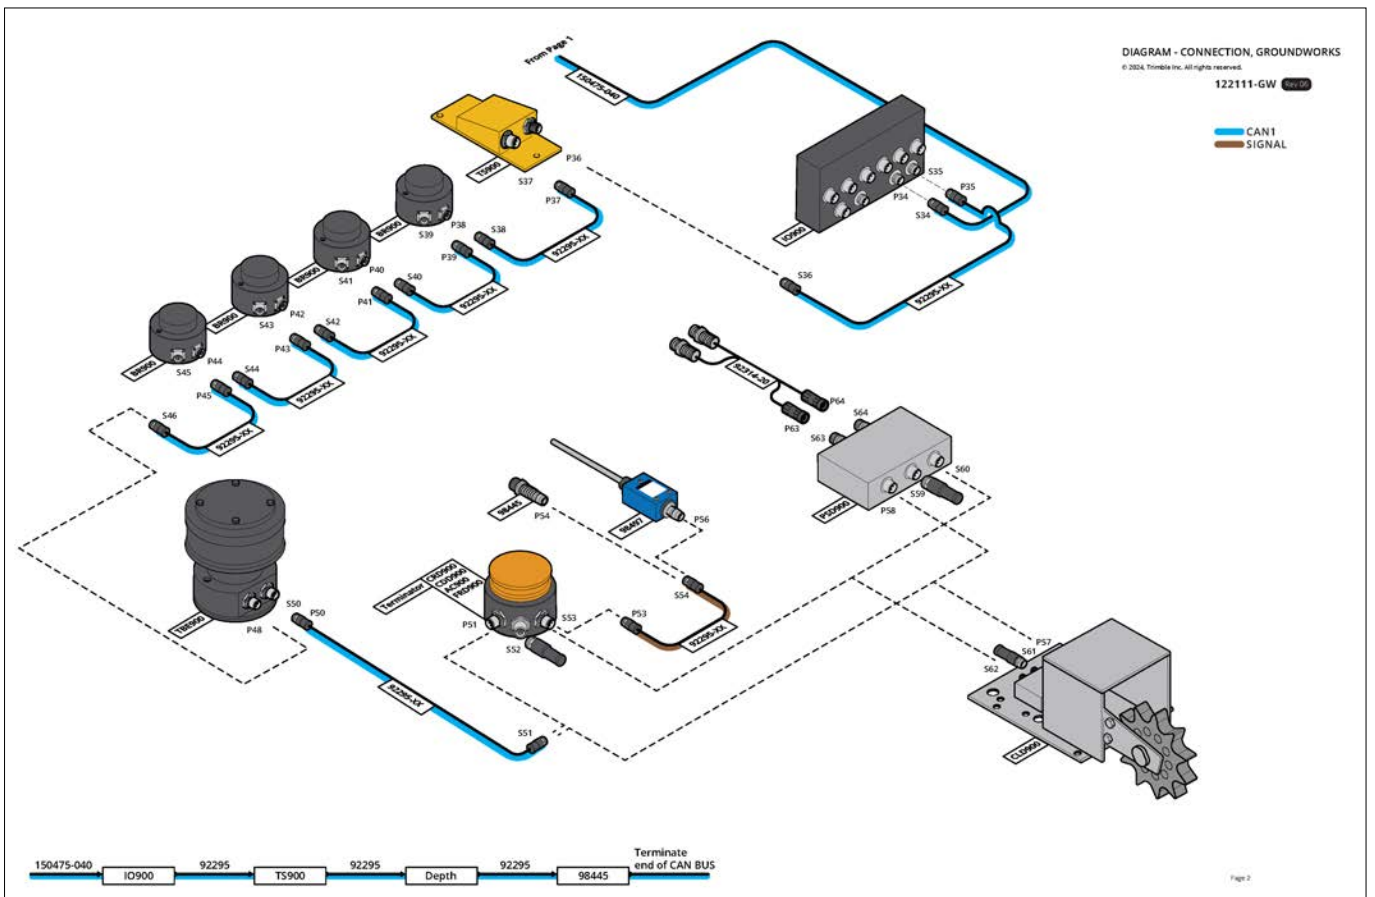 From Page 1
DIAGRAM - CONNECTION, GROUNDWORKS
© 2024, Trimble Inc. All rights reserved.
122111-GW Rev 06
CAN1
SIGNAL
150475-040
TS900
P36
S37
P37
S35
P35
P34
S34
IO900
BR900
P38
S39
S38
92295-XX
P39
BR900
P40
S41
S40
92295-XX
P41
S36
92295-XX
BR900
P42
S43
S42
92295-XX
P43
BR900
P44
S45
S44
92295-XX
P45
S46
92295-XX
92314-20
P64
P63
S64
S63
S60
S59
P58
PSD900
98445
P54
98497
P56
S54
TBE900
P48
S50
P50
Terminator
CRD900
CDD900
AC900
FRD900
P51
S53
S52
P53
92295-XX
92295-XX
S51
P57
S61
S62
CLD900
150475-040
IO900
92295
TS900
92295
Depth
92295
98445
Terminate
end of CAN BUS
Page 2